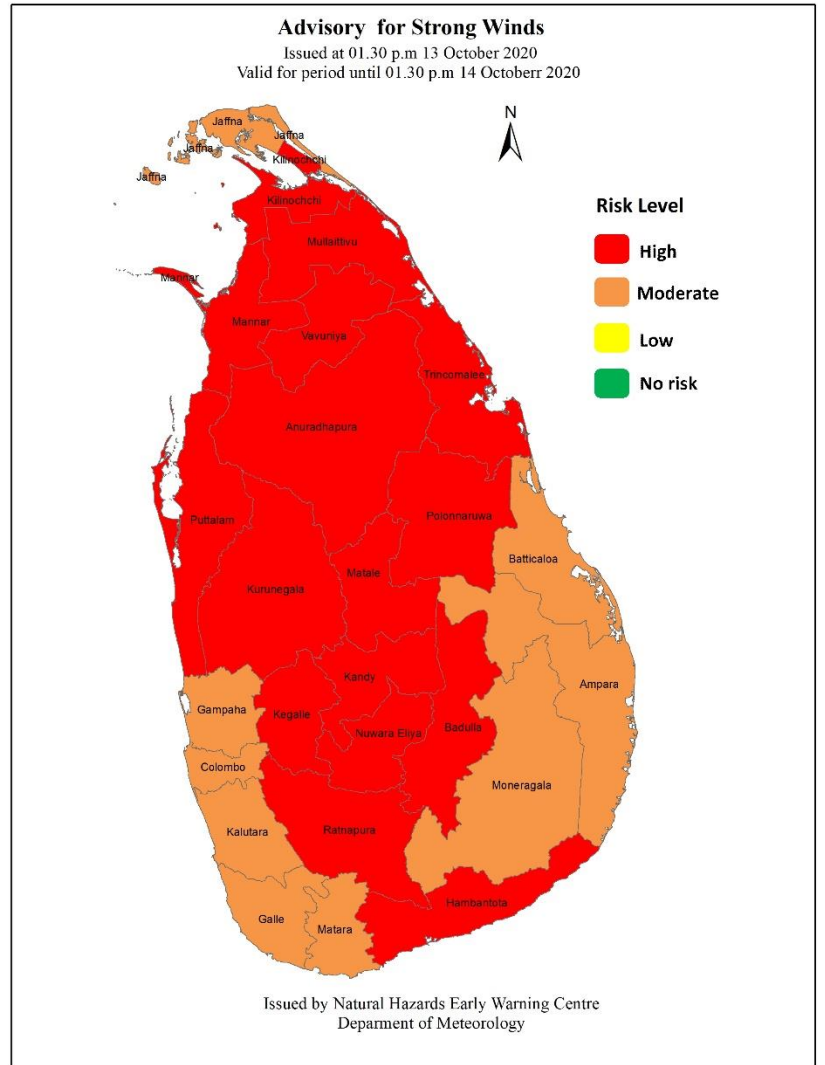 Advisory for Strong Winds
Issued at 01.30 p.m 13 October 2020
Valid for period until 01.30 p.m 14 Octoberr 2020
N
Jaffna
Jaffna
Jaffna
Kilinochchi
Jaffna
Kilinochchi
Risk Level
Mullaittivu
High
Mannar
Moderate
Mannar
Vavuniya
Low
Trincomalee
No risk
Anuradhapura
Puttalam
Polonnaruwa
Batticaloa
Matale
Kurunegala
Kandy
Ampara
Gampaha
Kegalle
Nuwara Eliya
Badulla
Colombo
Moneragala
Kalutara
Ratnapura
Hambantota
Galle
Matara
Issued by Natural Hazards Early Warning Centre
Deparment of Meteorology